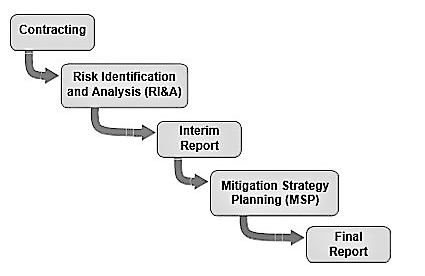 Contracting
Risk Identification
and Analysis (RI&A)
Interim
Report
Mitigation Strategy
Planning (MSP)
Final
Report